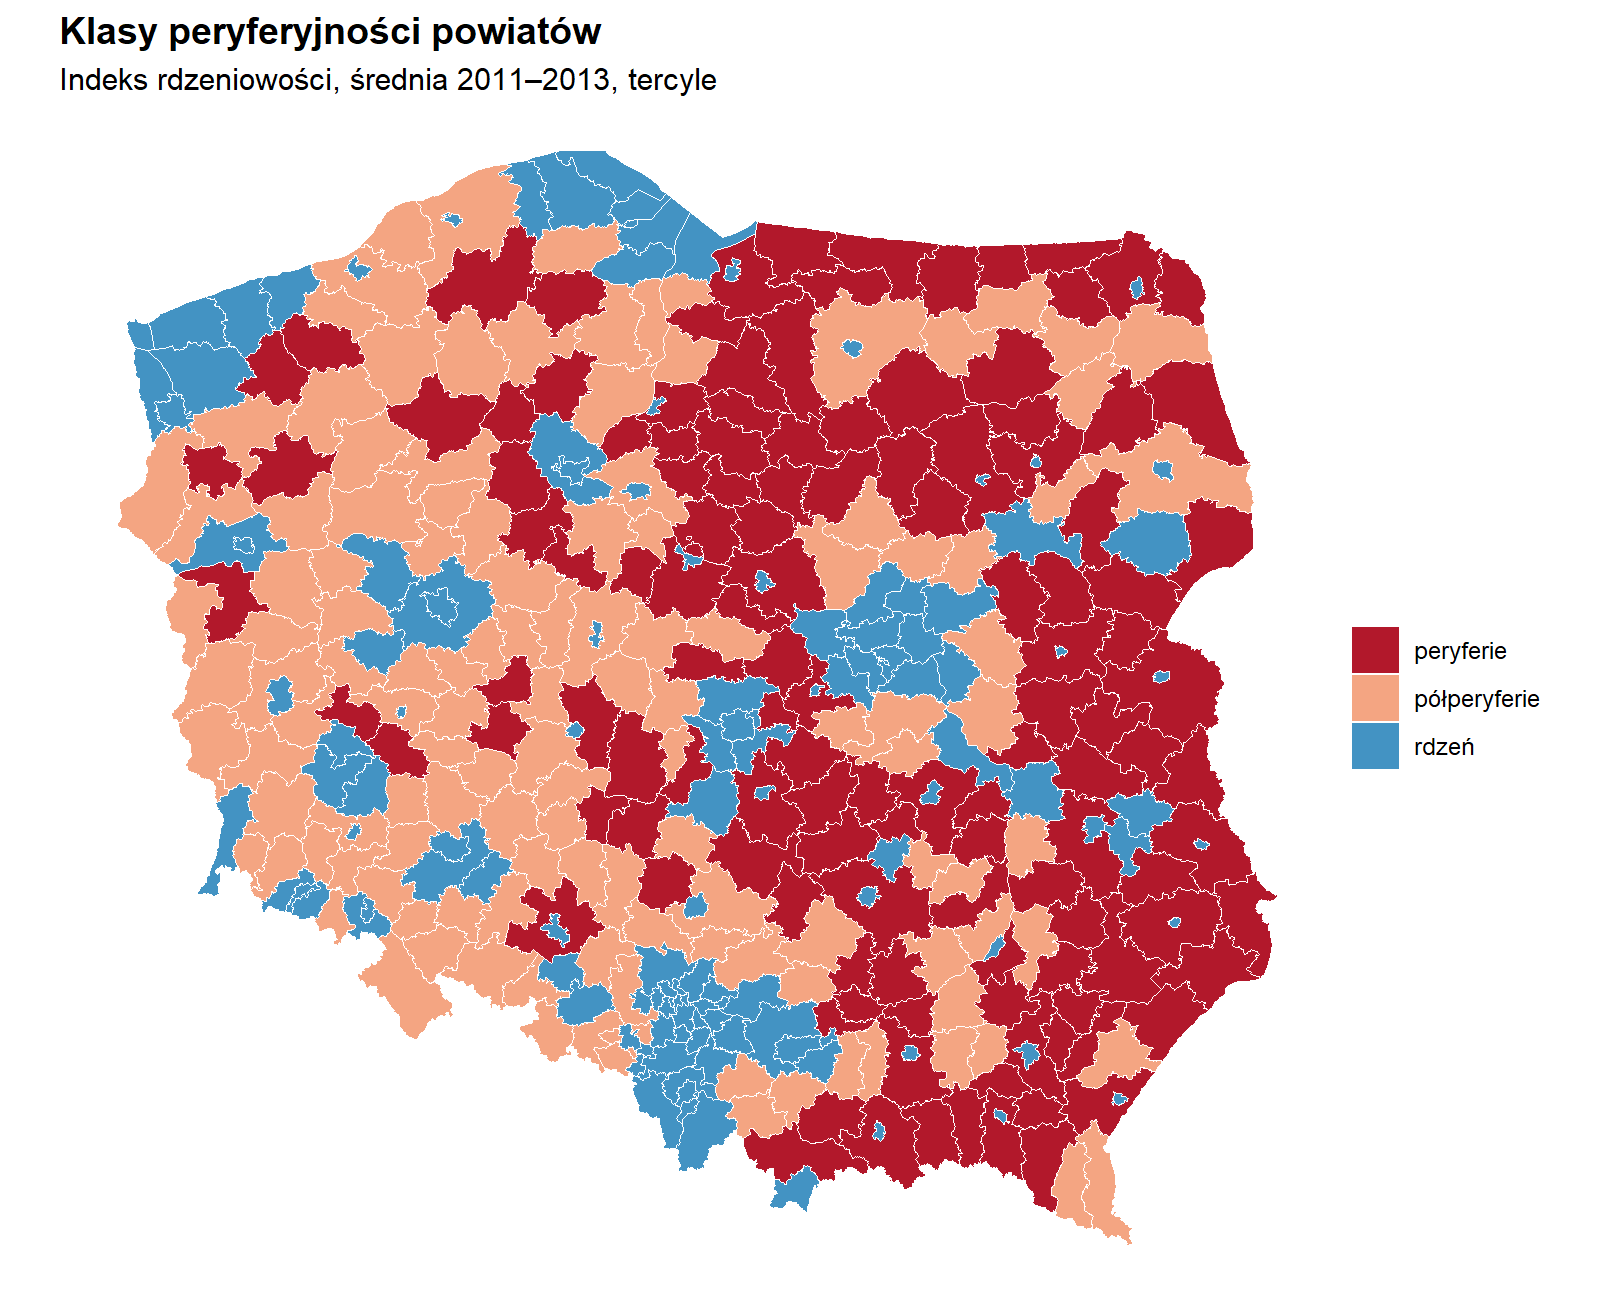 Klasy peryferyjności powiatów
Indeks rdzeniowości, średnia 2011–2013, tercyle
peryferie
półperyferie
rdzeń